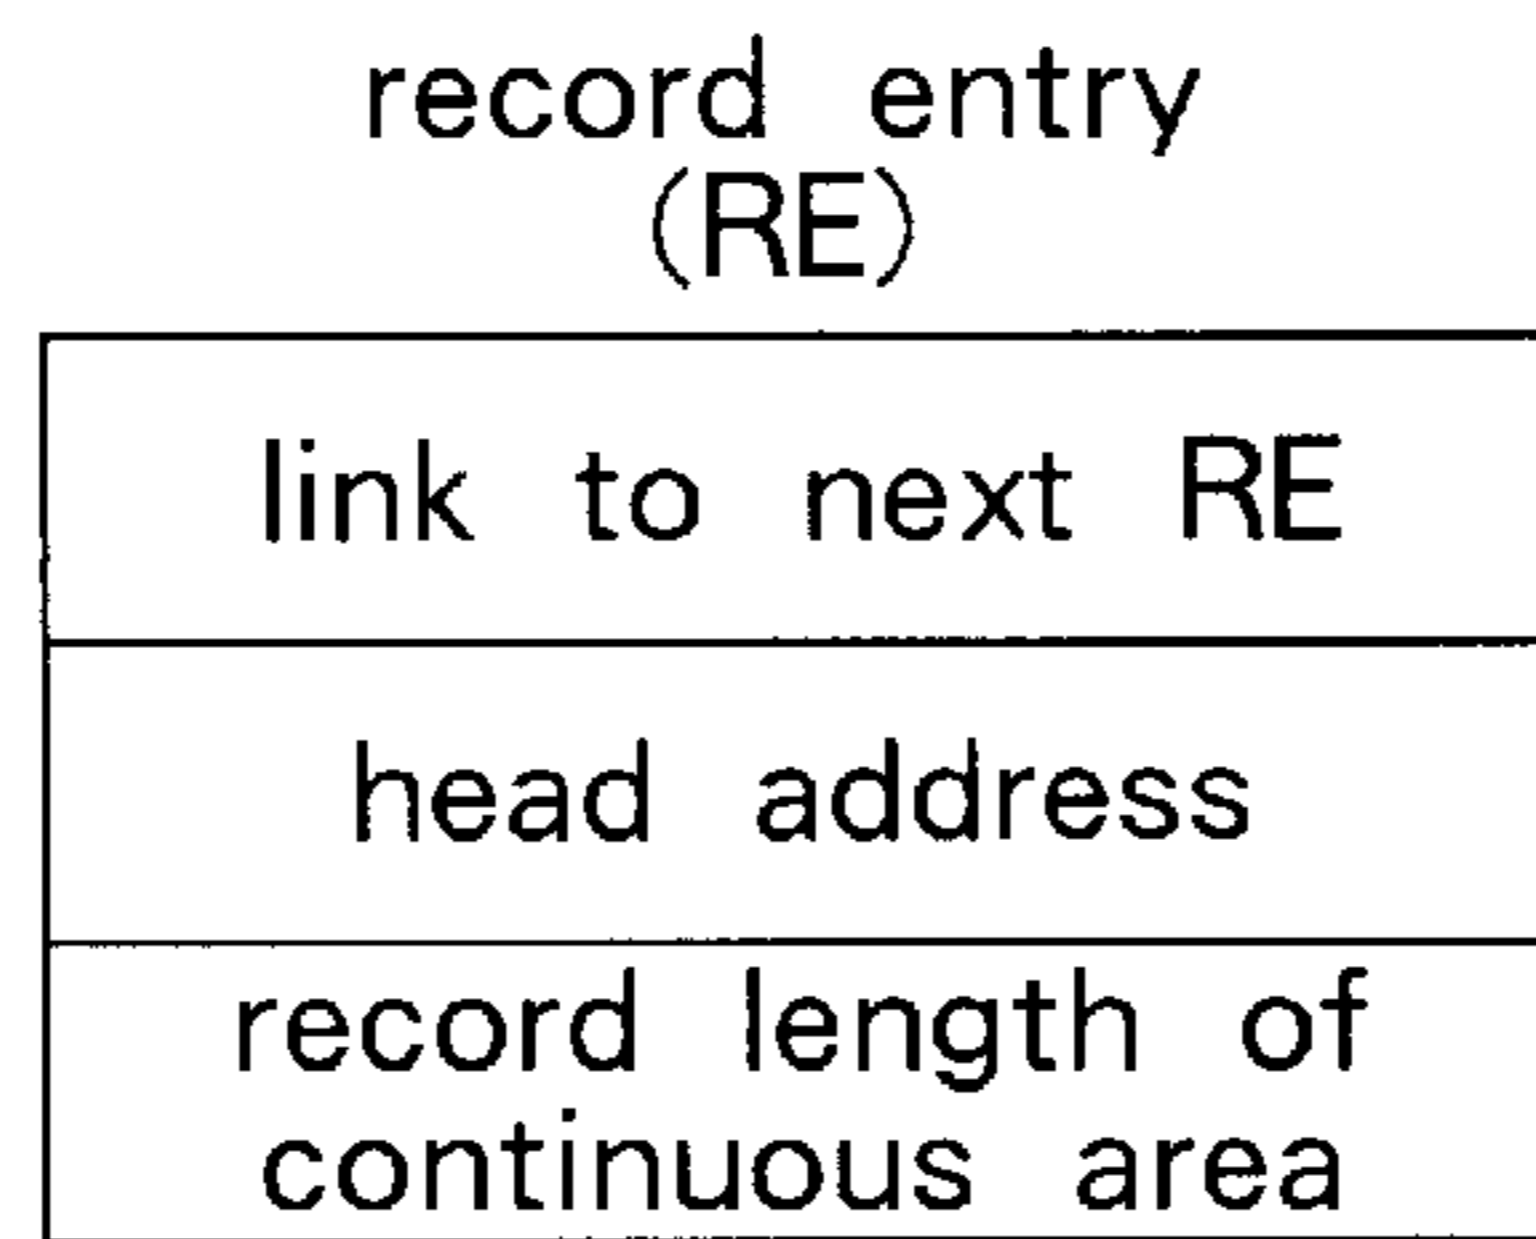 record entry
(RE)
link to next RE
head address
record length of
continuous area